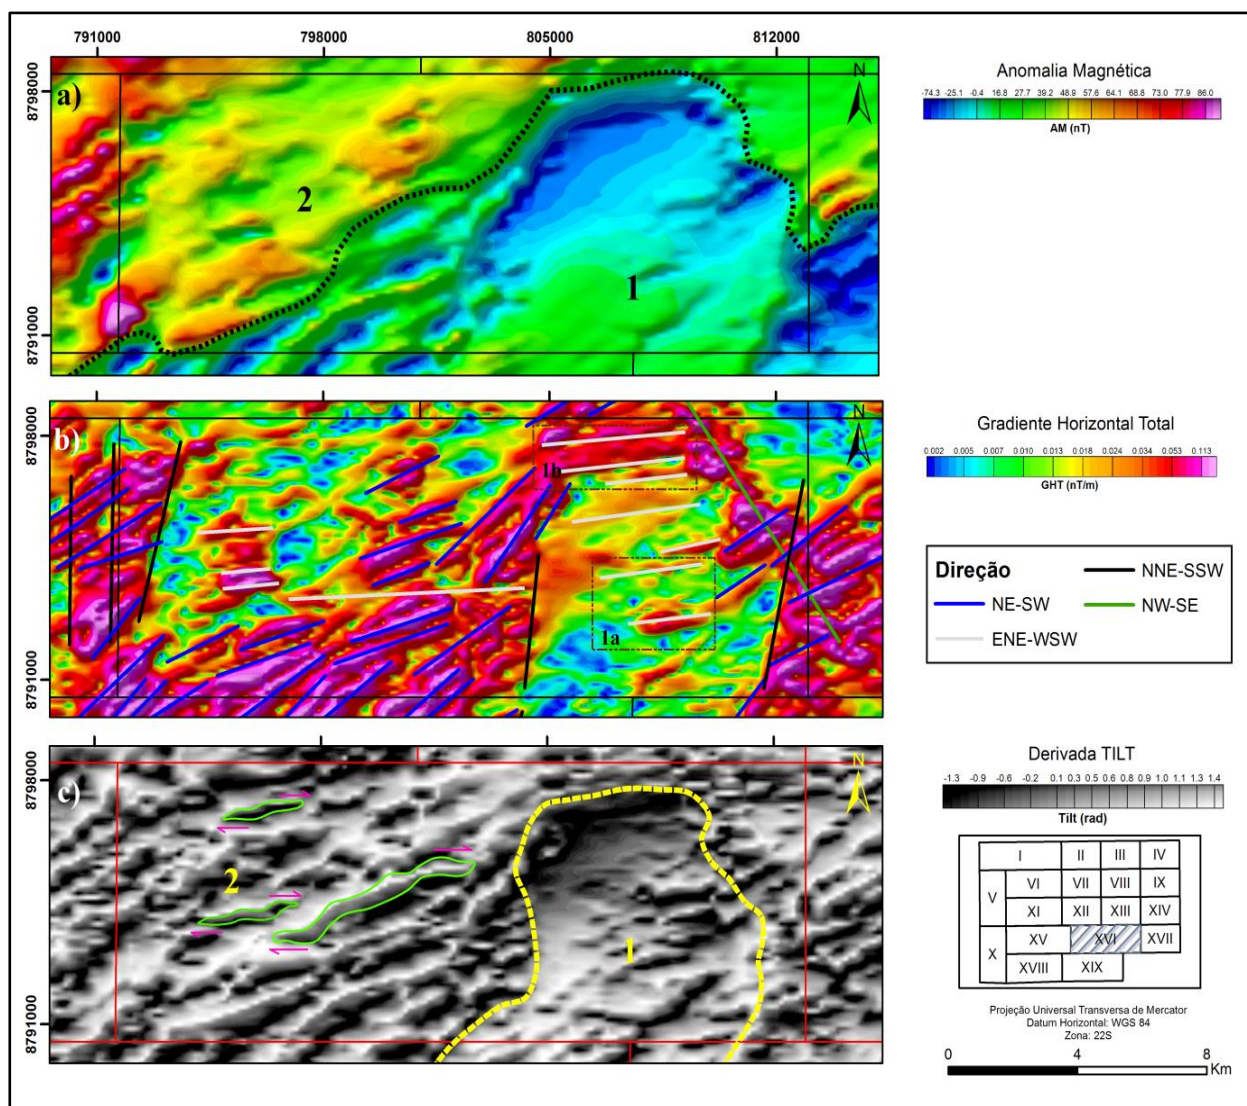 791000 798000 805000 812000
8798000
8791000
a)
N
2
1
Anomalia Magnética
-74.3 -25.1 -0.4 16.8 27.7 39.2 48.9 57.6 64.1 68.8 73.0 77.9 86.0
AM (nT)
8798000
8791000
b)
N
1b
1a
Gradiente Horizontal Total
0.002 0.005 0.007 0.010 0.013 0.018 0.024 0.034 0.053 0.113
GHT (nT/m)
Direção
NNE-SSW
NE-SW
NW-SE
ENE-WSW
8798000
8791000
c)
N
2
1
Derivada TILT
-1.3 -0.9 -0.6 -0.2 0.1 0.3 0.5 0.6 0.8 0.9 1.0 1.1 1.3 1.4
Tilt (rad)
I II III IV
V VI VII VIII IX
XI XII XIII XIV
X XV XVI XVII
XVIII XIX
Projeção Universal Transversa de Mercator
Datum Horizontal: WGS 84
Zona: 22S
0 4 8
Km